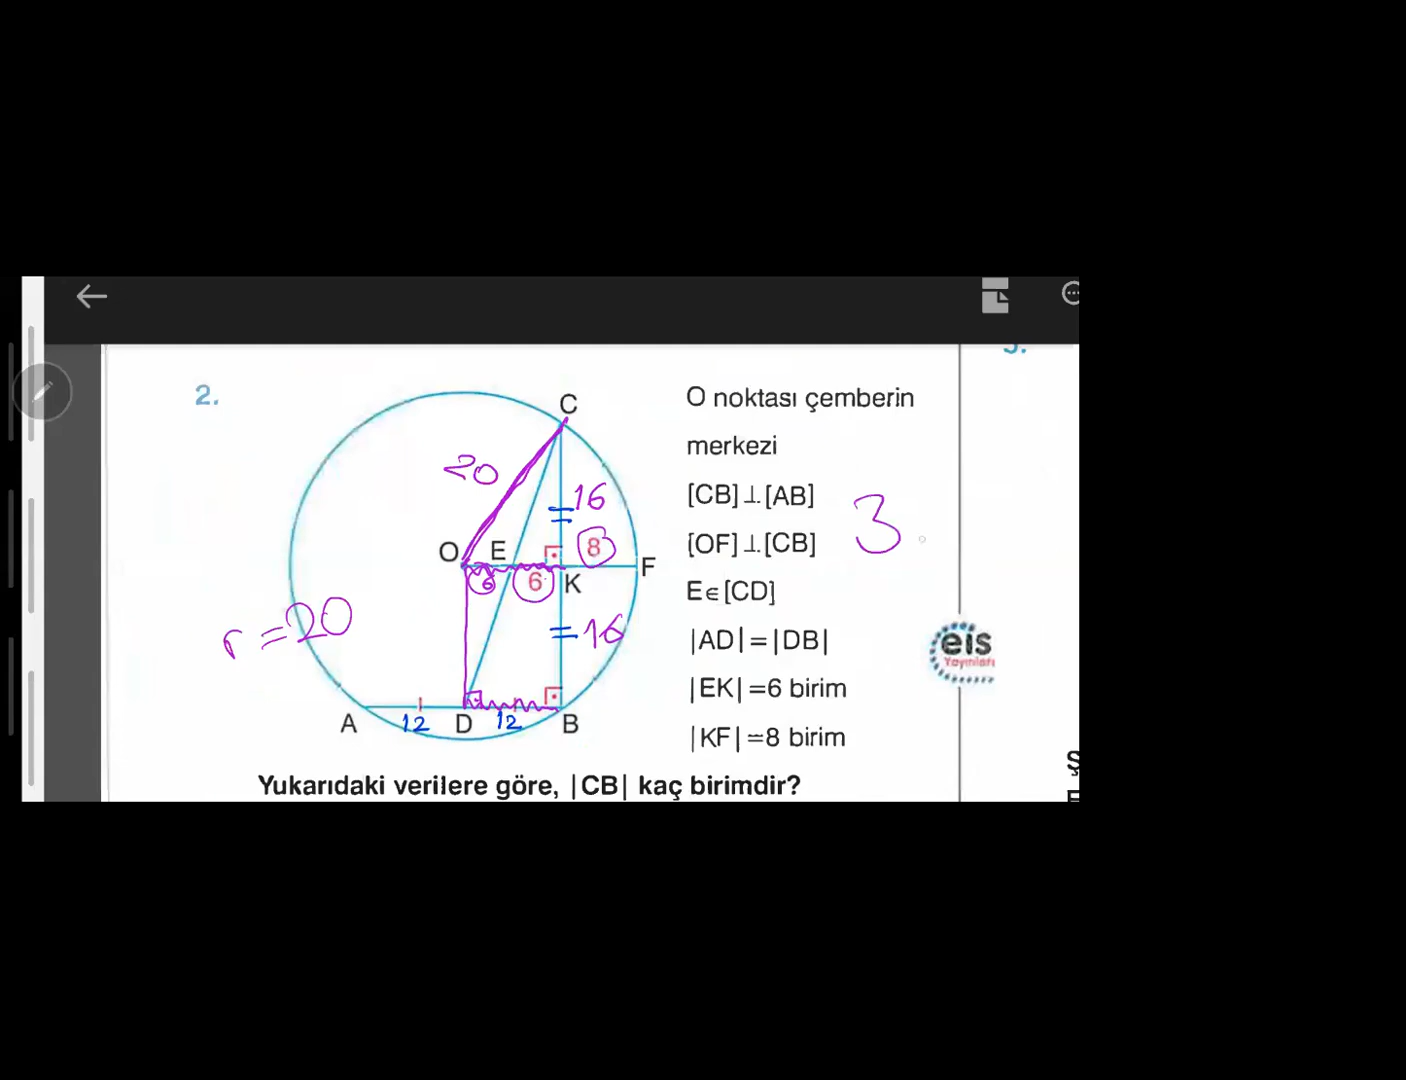 2.
O noktası çemberin
merkezi
[CB]⊥[AB]
[OF]⊥[CB]
E∈[CD]
|AD|=|DB|
|EK|=6 birim
|KF|=8 birim
C
20
16
O E 8 F
6 6 K
r=20
16
A 12 D 12 B
3
eis
Yayınları
Yukarıdaki verilere göre, |CB| kaç birimdir?